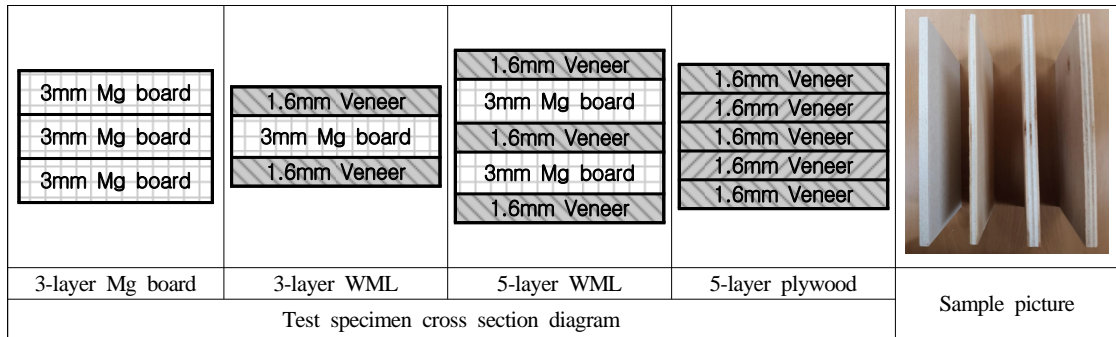 3mm Mg board
3mm Mg board
3mm Mg board
1.6mm Veneer
3mm Mg board
1.6mm Veneer
1.6mm Veneer
3mm Mg board
1.6mm Veneer
3mm Mg board
1.6mm Veneer
1.6mm Veneer
1.6mm Veneer
1.6mm Veneer
1.6mm Veneer
1.6mm Veneer
3-layer Mg board
3-layer WML
5-layer WML
5-layer plywood
Sample picture
Test specimen cross section diagram